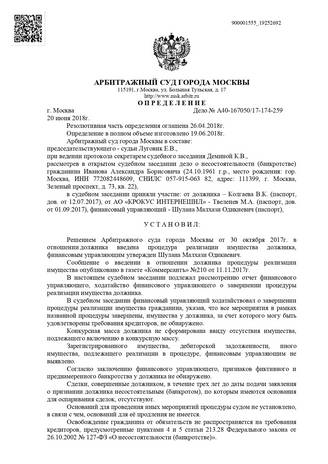 900001555_19252692
АРБИТРАЖНЫЙ СУД ГОРОДА МОСКВЫ
115191, г.Москва, ул. Большая Тульская, д. 17
http://www.msk.arbitr.ru
О П Р Е Д Е Л Е Н И Е
г. Москва
Дело № А40-167050/17-174-259
20 июня 2018г.
Резолютивная часть определения оглашена 26.04.2018г.
Определение в полном объеме изготовлено 19.06.2018г.
Арбитражный суд города Москвы в составе:
председательствующего - судьи Луговик Е.В.,
при ведении протокола секретарем судебного заседания Деминой К.В.,
рассмотрев в открытом судебном заседании дело о несостоятельности (банкротстве)
гражданина Иванова Александра Борисовича (24.10.1961 г.р., место рождения: гор.
Москва, ИНН 772082448609, СНИЛС 057-915-063 82, адрес: 111399, г. Москва,
Зеленый проспект, д. 73, кв. 22),
в судебном заседании приняли участие: от должника – Колгаева В.К. (паспорт,
дов. от 12.07.2017), от АО «КРОКУС ИНТЕРНЕШНЛ» - Твеленев М.А. (паспорт, дов.
от 01.09.2017), финансовый управляющий - Шулаиа Малхази Одикиевич (паспорт),
У С Т А Н О В И Л :
Решением Арбитражного суда города Москвы от 30 октября 2017г. в
отношении должника введена процедура реализации имущества должника,
финансовым управляющим утвержден Шулаиа Малхази Одикиевич.
Сообщение о введении в отношении должника процедуры реализации
имущества опубликовано в газете «Коммерсантъ» №210 от 11.11.2017г.
В судебном заседании подлежал рассмотрению отчет финансового
управляющего, ходатайство финансового управляющего о завершении процедуры
реализации имущества должника.
В судебном заседании финансовый управляющий ходатайствовал о завершении
процедуры реализации имущества гражданина, указав, что все мероприятия в рамках
названной процедуры завершены, имущества у должника, за счет которого могут быть
удовлетворены требования кредиторов, не обнаружено.
Конкурсная масса должника не сформирована ввиду отсутствия имущества,
подлежащего включению в конкурсную массу.
Зарегистрированного имущества, дебиторской задолженности, иного
имущества, подлежащего реализации в процедуре, финансовым управляющим не
выявлено.
Согласно заключению финансового управляющего, признаков фиктивного и
преднамеренного банкротства у должника не обнаружено.
Сделки, совершенные должником, в течение трех лет до даты подачи заявления
о признании должника несостоятельным (банкротом), по которым имеются основания
для оспаривания сделок, отсутствуют.
Оснований для проведения иных мероприятий процедуры судом не установлено,
в связи с чем, оснований для её продления не имеется.
Освобождение гражданина от обязательств не распространяется на требования
кредиторов, предусмотренные пунктами 4 и 5 статьи 213.28 Федерального закона от
26.10.2002 № 127-ФЗ «О несостоятельности (банкротстве)».